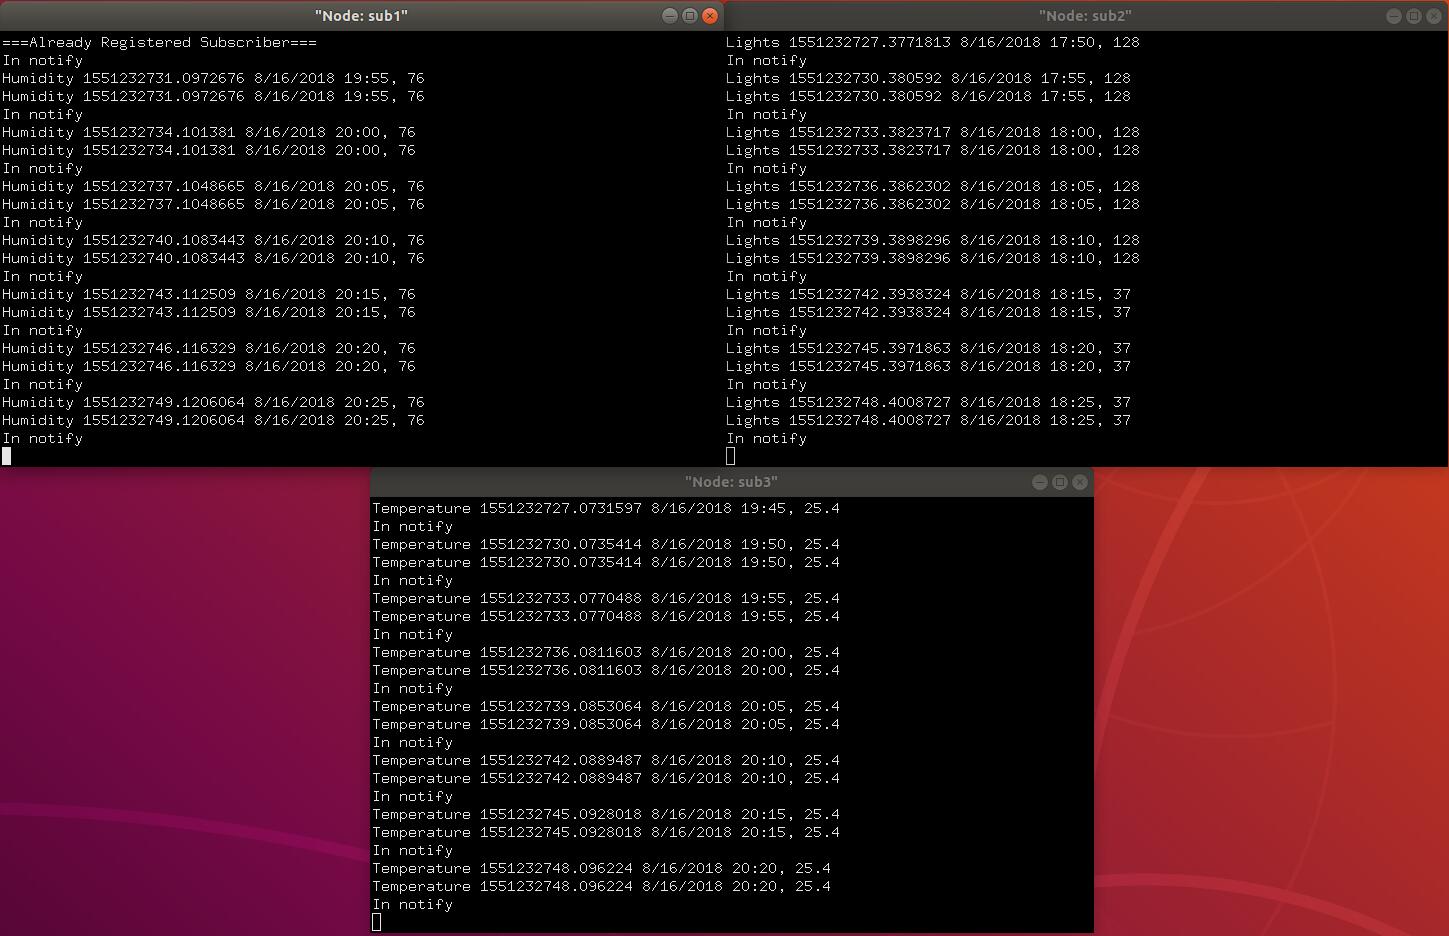 "Node: sub1"
===Already Registered Subscriber===
In notify
Humidity 1551232731.0972676 8/16/2018 19:55, 76
Humidity 1551232731.0972676 8/16/2018 19:55, 76
In notify
Humidity 1551232734.101381 8/16/2018 20:00, 76
Humidity 1551232734.101381 8/16/2018 20:00, 76
In notify
Humidity 1551232737.1048665 8/16/2018 20:05, 76
Humidity 1551232737.1048665 8/16/2018 20:05, 76
In notify
Humidity 1551232740.1083443 8/16/2018 20:10, 76
Humidity 1551232740.1083443 8/16/2018 20:10, 76
In notify
Humidity 1551232743.112509 8/16/2018 20:15, 76
Humidity 1551232743.112509 8/16/2018 20:15, 76
In notify
Humidity 1551232746.116329 8/16/2018 20:20, 76
Humidity 1551232746.116329 8/16/2018 20:20, 76
In notify
Humidity 1551232749.1206064 8/16/2018 20:25, 76
Humidity 1551232749.1206064 8/16/2018 20:25, 76
In notify
"Node: sub2"
Lights 1551232727.3771813 8/16/2018 17:50, 128
In notify
Lights 1551232730.380592 8/16/2018 17:55, 128
Lights 1551232730.380592 8/16/2018 17:55, 128
In notify
Lights 1551232733.3823717 8/16/2018 18:00, 128
Lights 1551232733.3823717 8/16/2018 18:00, 128
In notify
Lights 1551232736.3862302 8/16/2018 18:05, 128
Lights 1551232736.3862302 8/16/2018 18:05, 128
In notify
Lights 1551232739.3898296 8/16/2018 18:10, 128
Lights 1551232739.3898296 8/16/2018 18:10, 128
In notify
Lights 1551232742.3938324 8/16/2018 18:15, 37
Lights 1551232742.3938324 8/16/2018 18:15, 37
In notify
Lights 1551232745.3971863 8/16/2018 18:20, 37
Lights 1551232745.3971863 8/16/2018 18:20, 37
In notify
Lights 1551232748.4008727 8/16/2018 18:25, 37
Lights 1551232748.4008727 8/16/2018 18:25, 37
In notify
"Node: sub3"
Temperature 1551232727.0731597 8/16/2018 19:45, 25.4
In notify
Temperature 1551232730.0735414 8/16/2018 19:50, 25.4
Temperature 1551232730.0735414 8/16/2018 19:50, 25.4
In notify
Temperature 1551232733.0770488 8/16/2018 19:55, 25.4
Temperature 1551232733.0770488 8/16/2018 19:55, 25.4
In notify
Temperature 1551232736.0811603 8/16/2018 20:00, 25.4
Temperature 1551232736.0811603 8/16/2018 20:00, 25.4
In notify
Temperature 1551232739.0853064 8/16/2018 20:05, 25.4
Temperature 1551232739.0853064 8/16/2018 20:05, 25.4
In notify
Temperature 1551232742.0889487 8/16/2018 20:10, 25.4
Temperature 1551232742.0889487 8/16/2018 20:10, 25.4
In notify
Temperature 1551232745.0928018 8/16/2018 20:15, 25.4
Temperature 1551232745.0928018 8/16/2018 20:15, 25.4
In notify
Temperature 1551232748.096224 8/16/2018 20:20, 25.4
Temperature 1551232748.096224 8/16/2018 20:20, 25.4
In notify